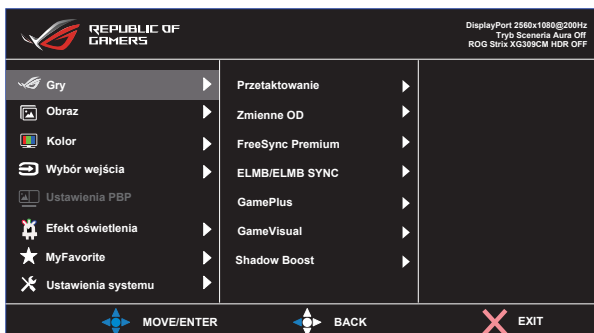 REPUBLIC OF
GAMERS
DisplayPort 2560x1080@200Hz
Tryb Sceneria Aura Off
ROG Strix XG309CM HDR OFF
Gry
Obraz
Kolor
Wybór wejścia
Ustawienia PBP
Efekt oświetlenia
MyFavorite
Ustawienia systemu
Przetaktowanie
Zmienne OD
FreeSync Premium
ELMB/ELMB SYNC
GamePlus
GameVisual
Shadow Boost
MOVE/ENTER
BACK
EXIT